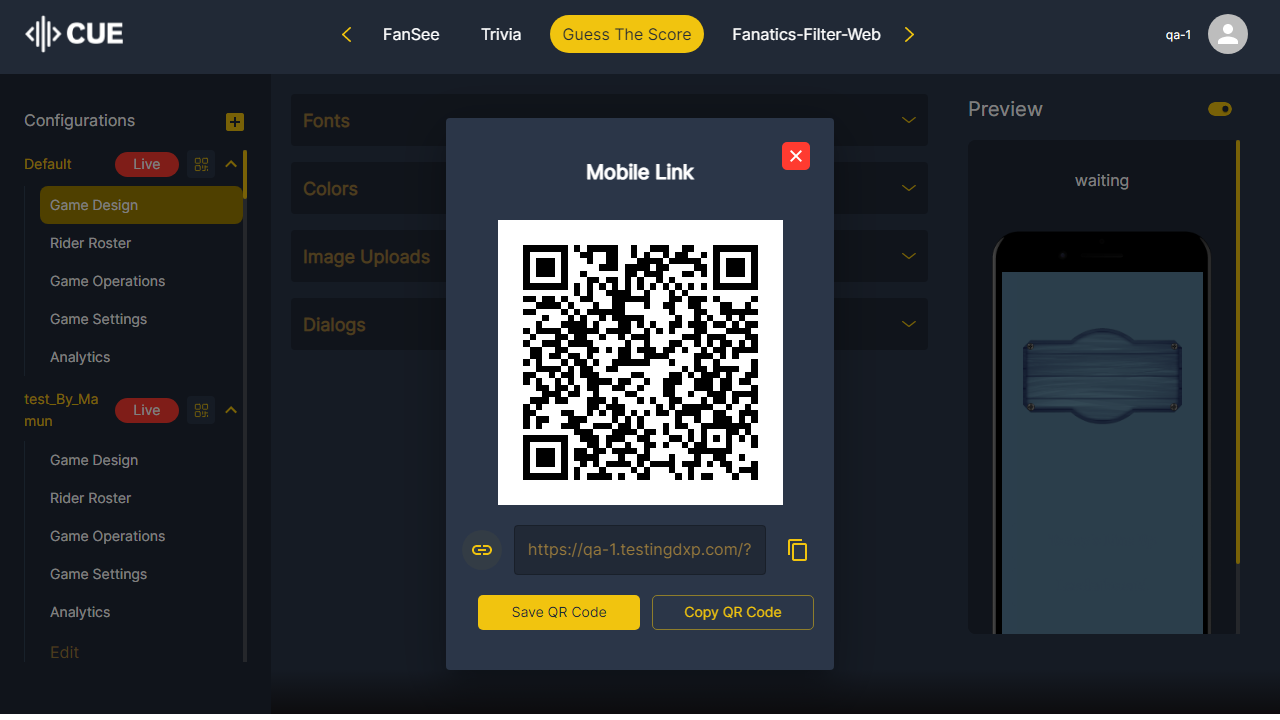 CUE
FanSee
Trivia
Guess The Score
Fanatics-Filter-Web
qa-1
Configurations
Default
Live
Game Design
Rider Roster
Game Operations
Game Settings
Analytics
test_By_Ma
mun
Live
Game Design
Rider Roster
Game Operations
Game Settings
Analytics
Edit
Fonts
Colors
Image Uploads
Dialogs
Mobile Link
https://qa-1.testingdxp.com/?
Save QR Code
Copy QR Code
Preview
waiting